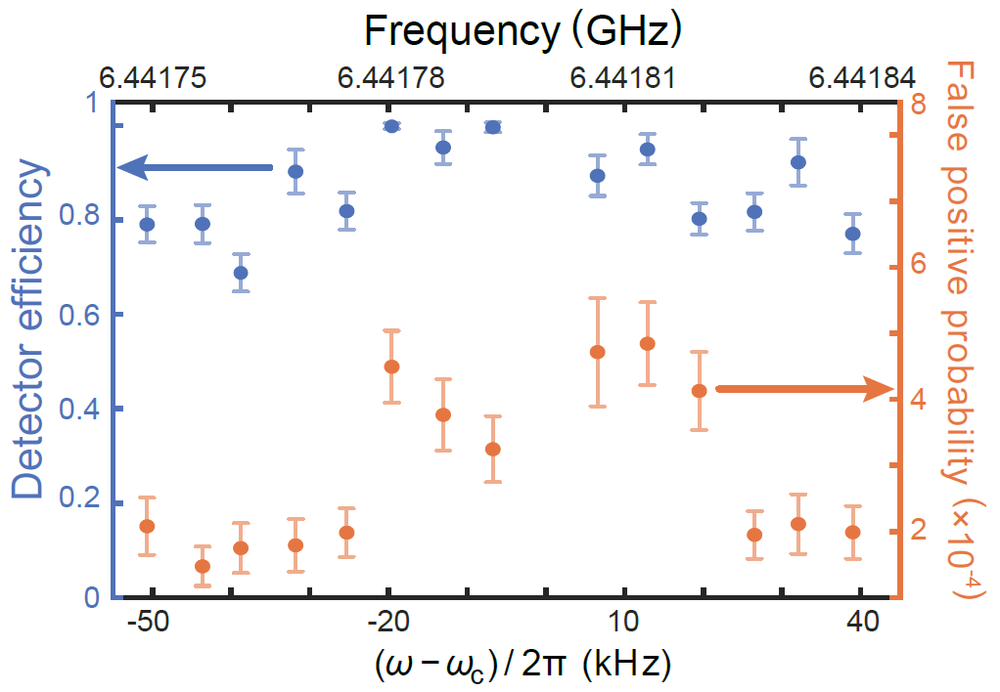 Frequency (GHz)
6.44175 6.44178 6.44181 6.44184
Detector efficiency
1
0.8
0.6
0.4
0.2
0
8
6
4
2
False positive probability (×10⁻⁴)
-50 -20 10 40
(ω − ω_c) / 2π (kHz)